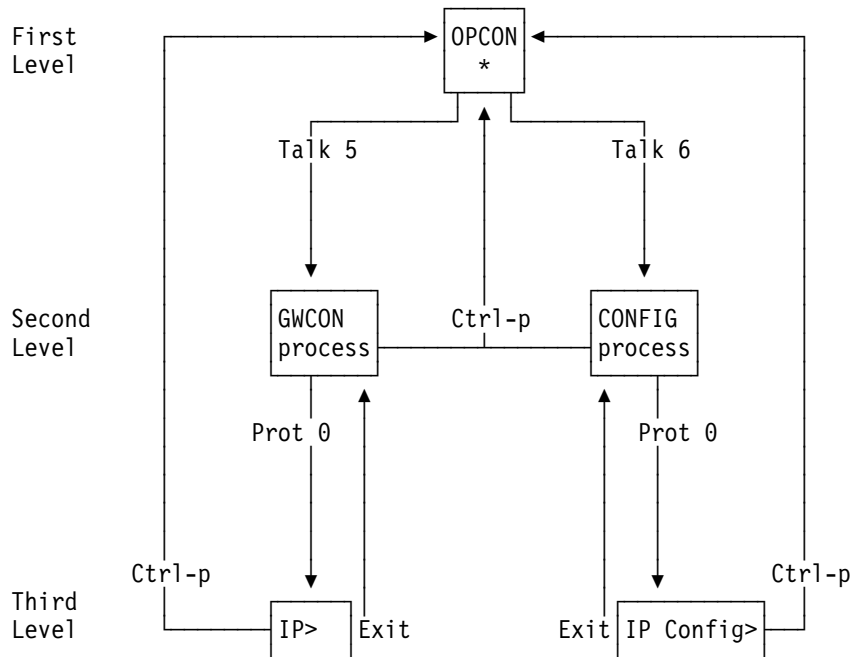 First
Level
OPCON
*
Talk 5
Talk 6
Second
Level
GWCON
process
Ctrl-p
CONFIG
process
Prot 0
Prot 0
Ctrl-p
Ctrl-p
Third
Level
IP>
Exit
Exit
IP Config>